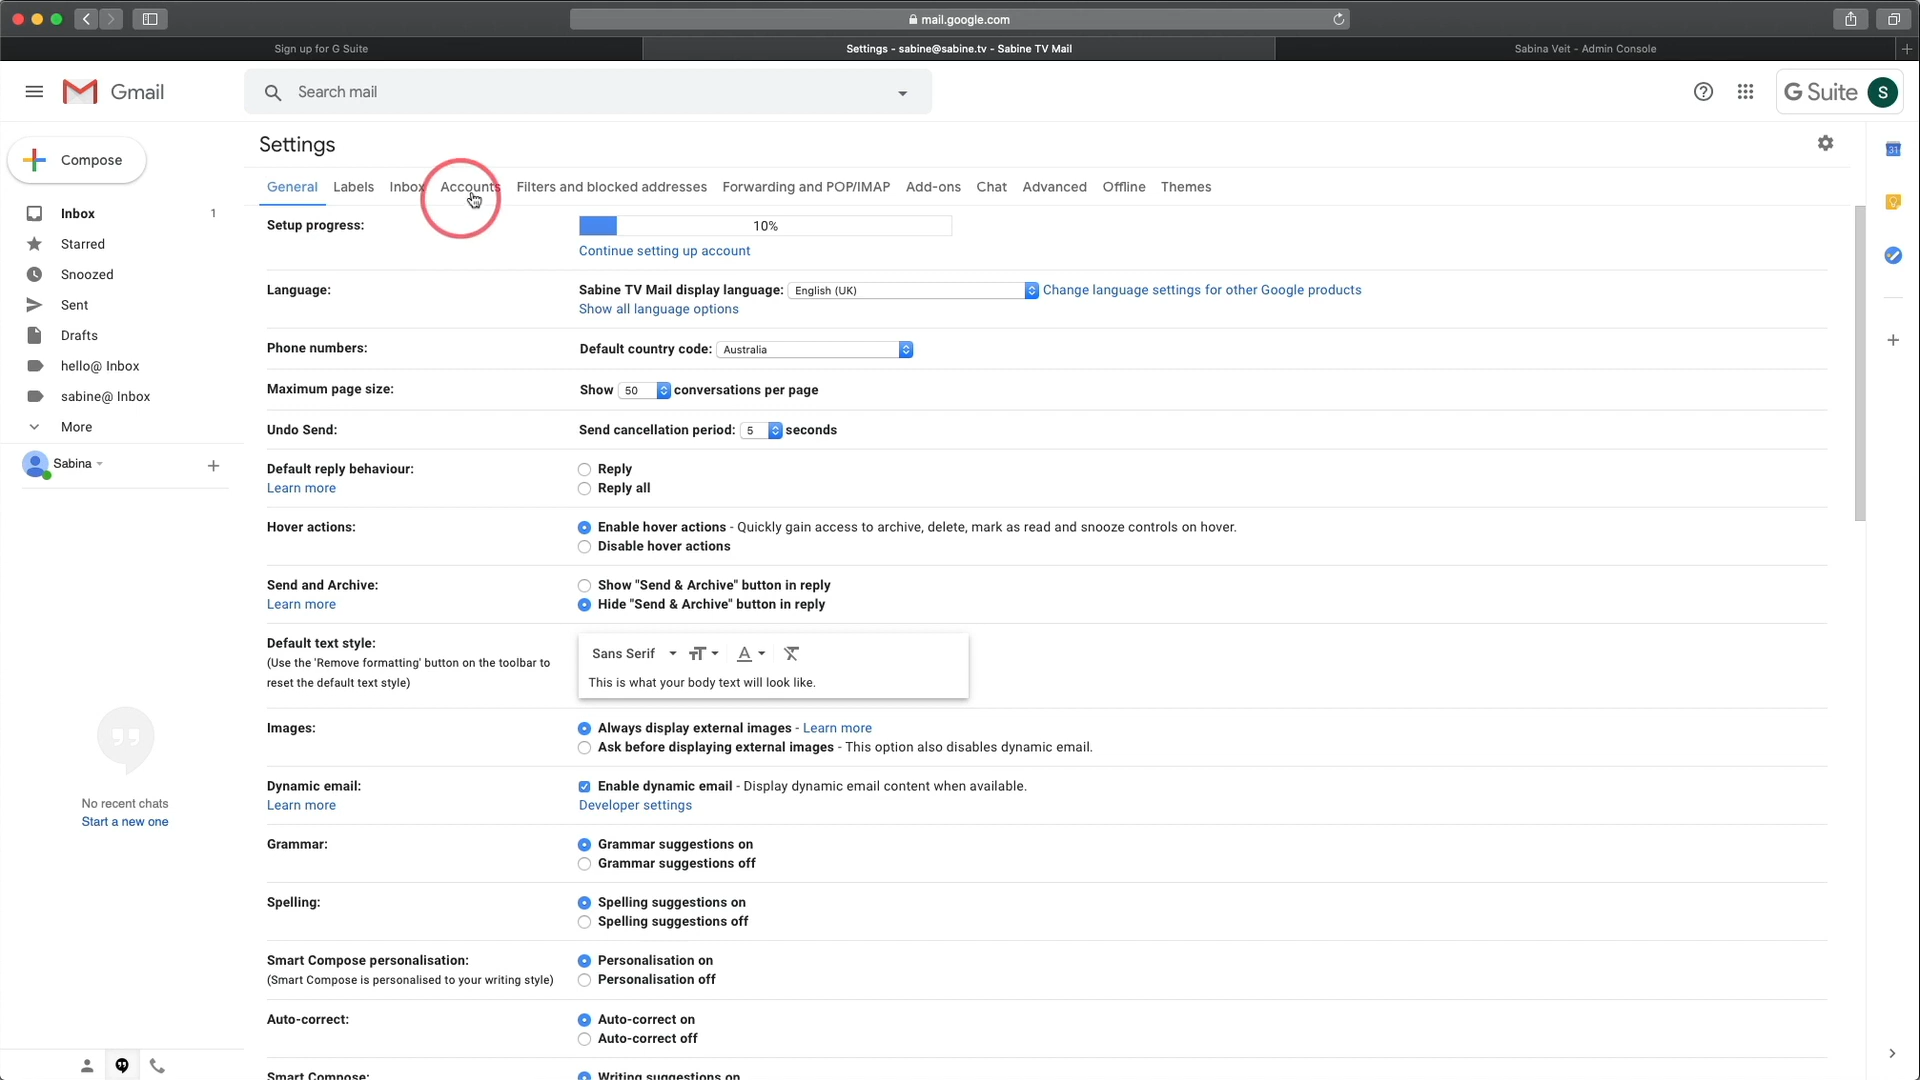 mail.google.com
Sign up for G Suite
Settings - sabine@sabine.tv - Sabine TV Mail
Sabina Veit - Admin Console
Gmail
Search mail
G Suite
S
Settings
Compose
General Labels Inbox Accounts Filters and blocked addresses Forwarding and POP/IMAP Add-ons Chat Advanced Offline Themes
Inbox 1
Starred
Snoozed
Sent
Drafts
hello@ Inbox
sabine@ Inbox
More
Sabina
No recent chats
Start a new one
Setup progress:
10%
Continue setting up account
Language:
Sabine TV Mail display language: English (UK) Change language settings for other Google products
Show all language options
Phone numbers:
Default country code: Australia
Maximum page size:
Show 50 conversations per page
Undo Send:
Send cancellation period: 5 seconds
Default reply behaviour:
Learn more
Reply
Reply all
Hover actions:
Enable hover actions - Quickly gain access to archive, delete, mark as read and snooze controls on hover.
Disable hover actions
Send and Archive:
Learn more
Show "Send & Archive" button in reply
Hide "Send & Archive" button in reply
Default text style:
(Use the 'Remove formatting' button on the toolbar to
reset the default text style)
Sans Serif
This is what your body text will look like.
Images:
Always display external images - Learn more
Ask before displaying external images - This option also disables dynamic email.
Dynamic email:
Learn more
Enable dynamic email - Display dynamic email content when available.
Developer settings
Grammar:
Grammar suggestions on
Grammar suggestions off
Spelling:
Spelling suggestions on
Spelling suggestions off
Smart Compose personalisation:
(Smart Compose is personalised to your writing style)
Personalisation on
Personalisation off
Auto-correct:
Auto-correct on
Auto-correct off
Smart Compose:
Writing suggestions on
31